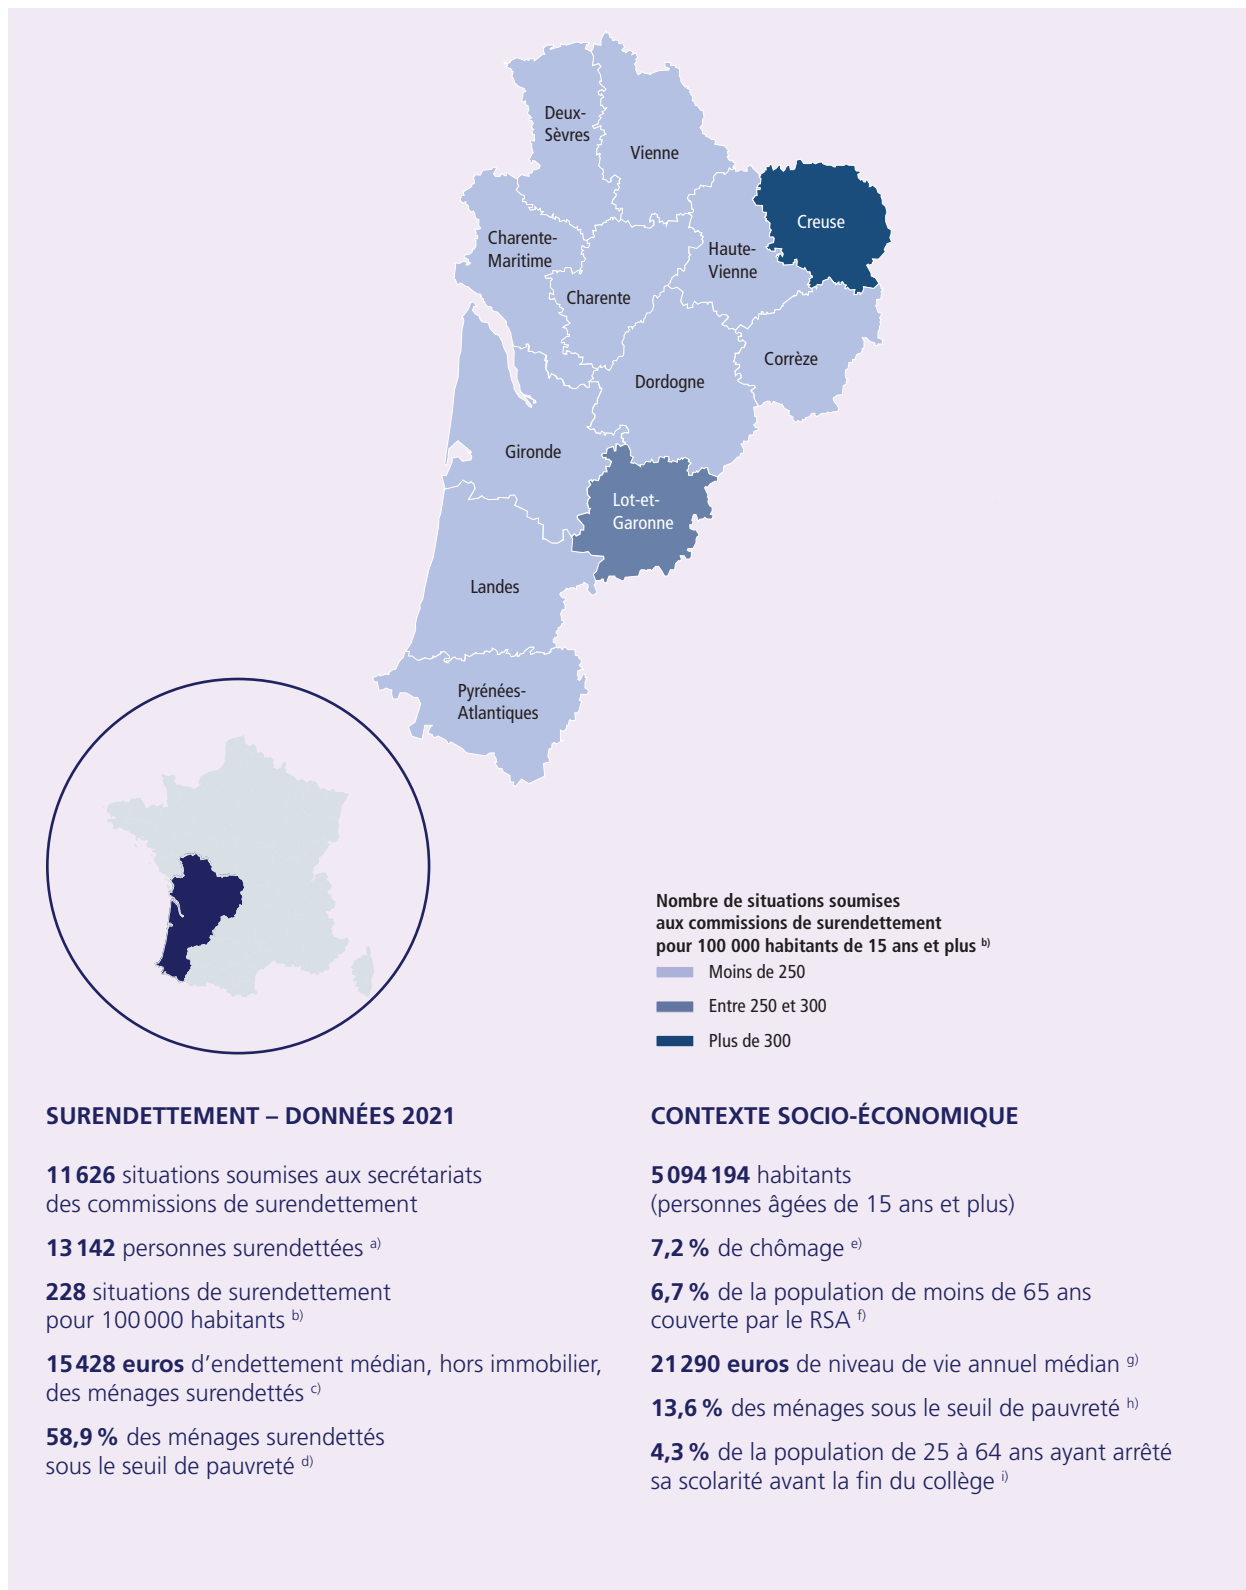 Deux-
Sèvres
Vienne
Creuse
Charente-
Maritime
Haute-
Vienne
Charente
Corrèze
Dordogne
Gironde
Lot-et-
Garonne
Landes
Pyrénées-
Atlantiques
Nombre de situations soumises
aux commissions de surendettement
pour 100 000 habitants de 15 ans et plus b)
Moins de 250
Entre 250 et 300
Plus de 300
SURENDETTEMENT – DONNÉES 2021
11 626 situations soumises aux secrétariats
des commissions de surendettement
13 142 personnes surendettées a)
228 situations de surendettement
pour 100 000 habitants b)
15 428 euros d’endettement médian, hors immobilier,
des ménages surendettés c)
58,9 % des ménages surendettés
sous le seuil de pauvreté d)
CONTEXTE SOCIO-ÉCONOMIQUE
5 094 194 habitants
(personnes âgées de 15 ans et plus)
7,2 % de chômage e)
6,7 % de la population de moins de 65 ans
couverte par le RSA f)
21 290 euros de niveau de vie annuel médian g)
13,6 % des ménages sous le seuil de pauvreté h)
4,3 % de la population de 25 à 64 ans ayant arrêté
sa scolarité avant la fin du collège i)